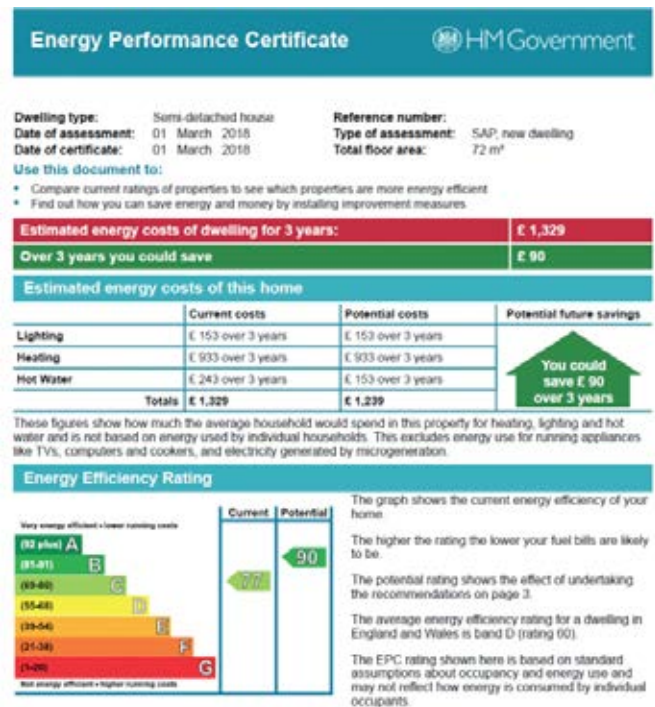 Energy Performance Certificate
HM Government
Dwelling type: Semi-detached house
Reference number:
Date of assessment: 01 March 2018
Type of assessment: SAP, new dwelling
Date of certificate: 01 March 2018
Total floor area: 72 m²
Use this document to:
• Compare current ratings of properties to see which properties are more energy efficient
• Find out how you can save energy and money by installing improvement measures
Estimated energy costs of dwelling for 3 years: £ 1,329
Over 3 years you could save £ 90
Estimated energy costs of this home
Current costs Potential costs Potential future savings
Lighting £ 153 over 3 years £ 153 over 3 years
Heating £ 933 over 3 years £ 933 over 3 years
Hot Water £ 243 over 3 years £ 153 over 3 years
Totals £ 1,329 £ 1,239
You could
save £ 90
over 3 years
These figures show how much the average household would spend in this property for heating, lighting and hot
water and is not based on energy used by individual households. This excludes energy use for running appliances
like TVs, computers and cookers, and electricity generated by microgeneration.
Energy Efficiency Rating
Current Potential
Very energy efficient - lower running costs
(92 plus) A
(81-91) B
(69-80) C
(55-68) D
(39-54) E
(21-38) F
(1-20) G
77
90
Not energy efficient - higher running costs
The graph shows the current energy efficiency of your
home.
The higher the rating the lower your fuel bills are likely
to be.
The potential rating shows the effect of undertaking
the recommendations on page 3.
The average energy efficiency rating for a dwelling in
England and Wales is band D (rating 60).
The EPC rating shown here is based on standard
assumptions about occupancy and energy use and
may not reflect how energy is consumed by individual
occupants.